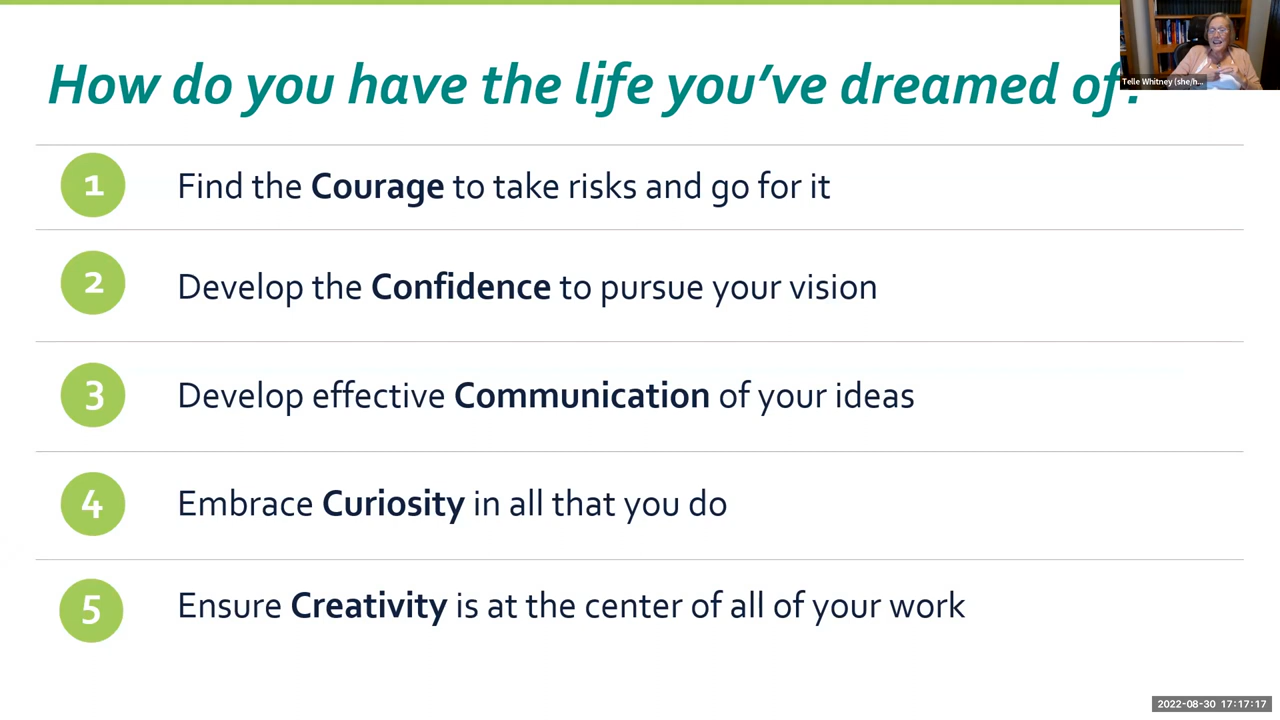 How do you have the life you've dreamed of?
Telle Whitney (she/h...
1 Find the Courage to take risks and go for it
2 Develop the Confidence to pursue your vision
3 Develop effective Communication of your ideas
4 Embrace Curiosity in all that you do
5 Ensure Creativity is at the center of all of your work
2022-08-30 17:17:17